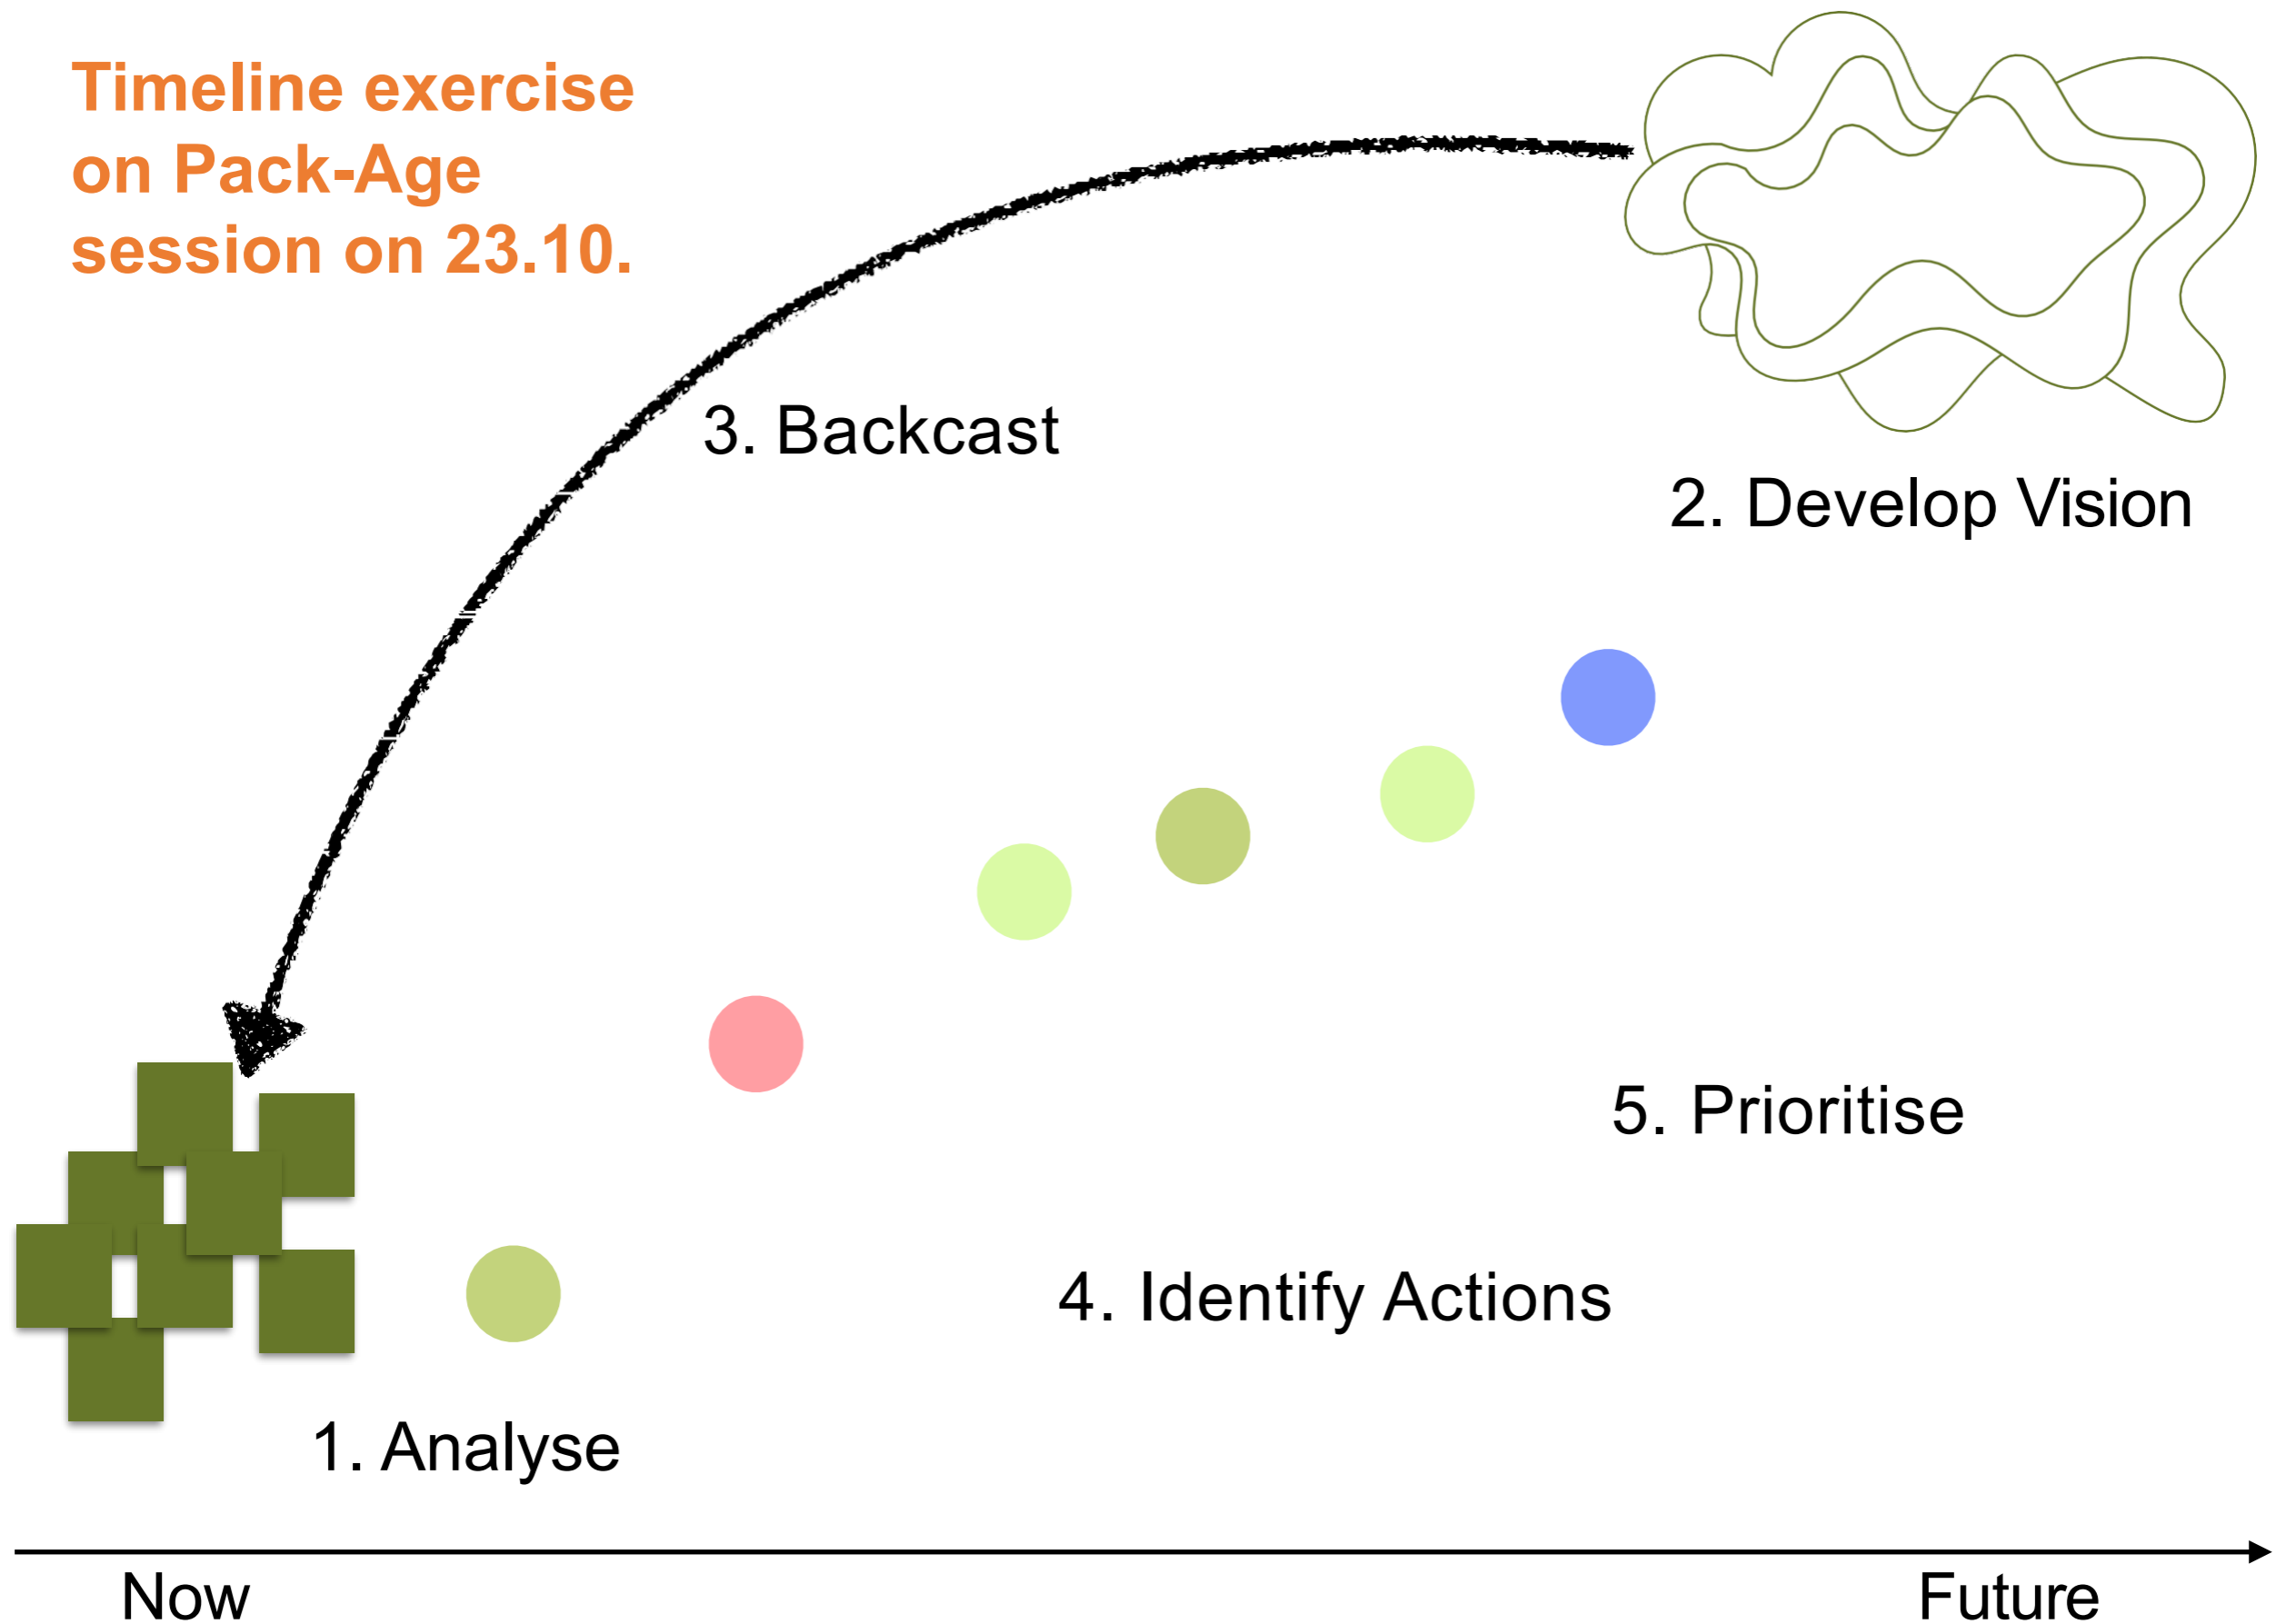 Timeline exercise
on Pack-Age
session on 23.10.
3. Backcast
2. Develop Vision
5. Prioritise
4. Identify Actions
1. Analyse
Now
Future